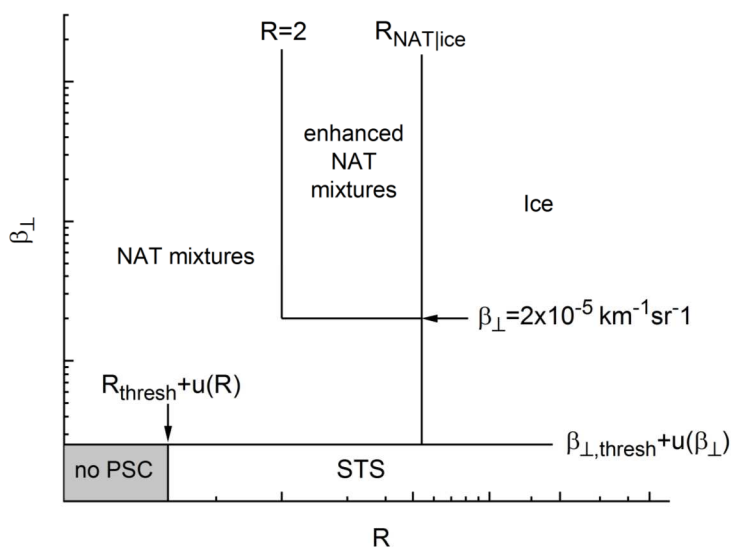 R=2
R_NAT|ice
enhanced
NAT
mixtures
Ice
β⊥
NAT mixtures
β⊥=2x10^-5 km^-1sr^-1
R_thresh+u(R)
β⊥,thresh+u(β⊥)
no PSC
STS
R